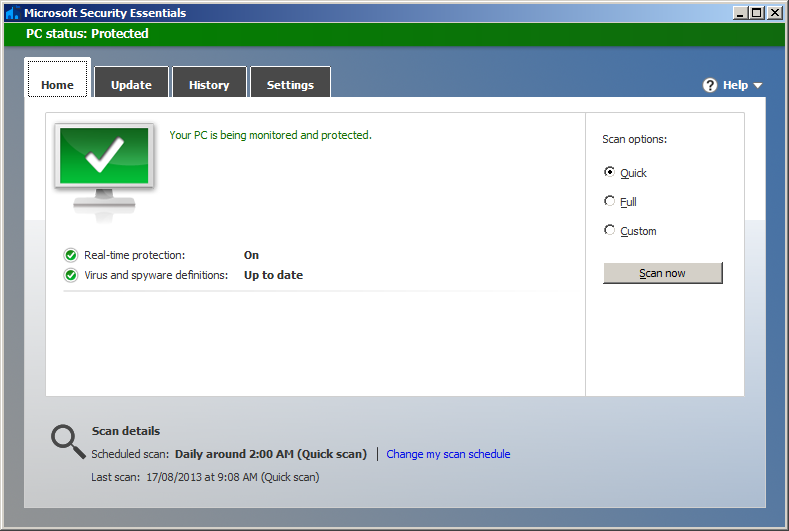 Microsoft Security Essentials
PC status: Protected
Home
Update
History
Settings
? Help
Your PC is being monitored and protected.
Real-time protection: On
Virus and spyware definitions: Up to date
Scan options:
Quick
Full
Custom
Scan now
Scan details
Scheduled scan: Daily around 2:00 AM (Quick scan) | Change my scan schedule
Last scan: 17/08/2013 at 9:08 AM (Quick scan)